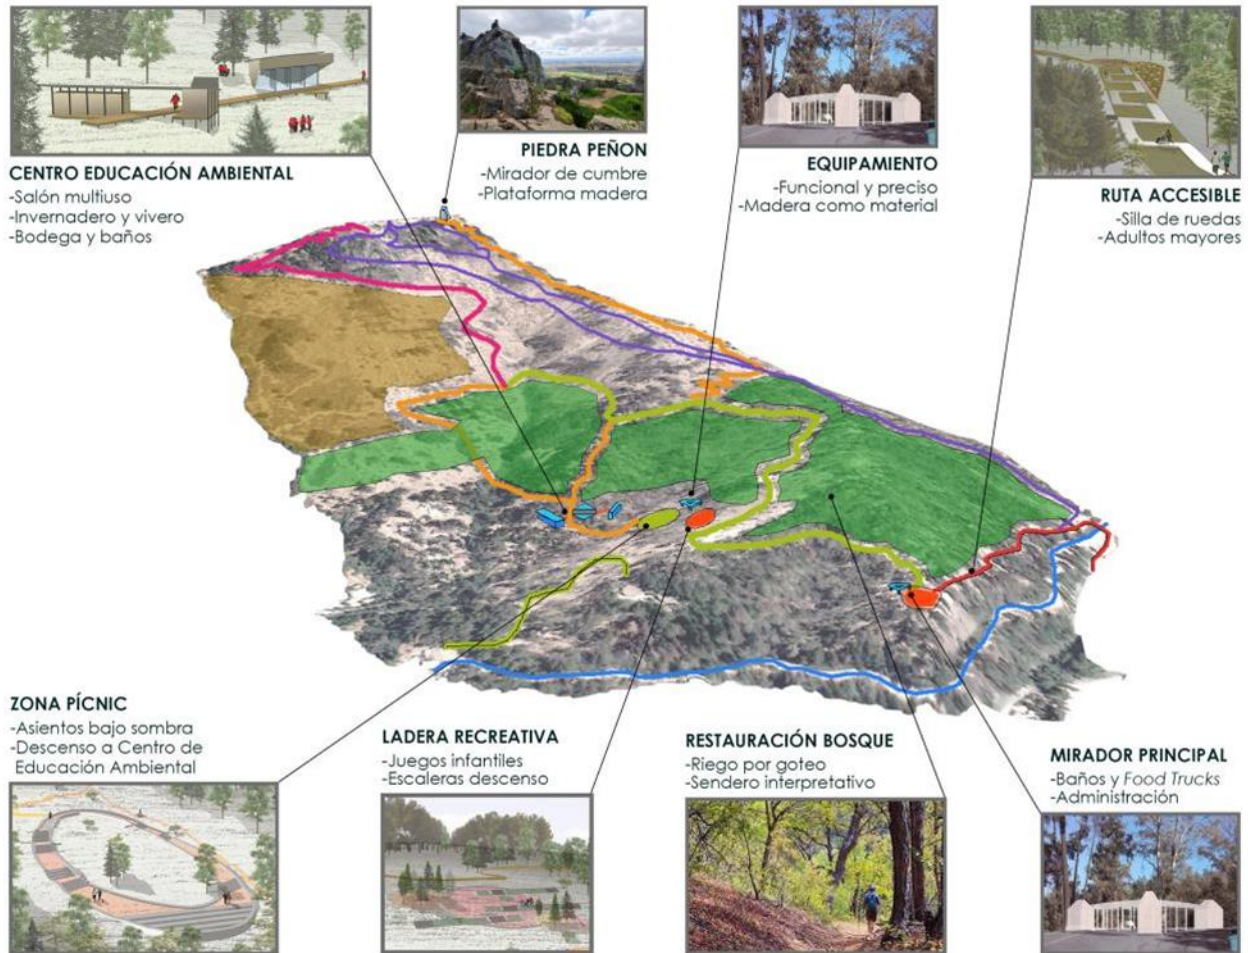 CENTRO EDUCACIÓN AMBIENTAL
-Salón multiuso
-Invernadero y vivero
-Bodega y baños
PIEDRA PEÑON
-Mirador de cumbre
-Plataforma madera
EQUIPAMIENTO
-Funcional y preciso
-Madera como material
RUTA ACCESIBLE
-Silla de ruedas
-Adultos mayores
ZONA PÍCNIC
-Asientos bajo sombra
-Descenso a Centro de
Educación Ambiental
LADERA RECREATIVA
-Juegos infantiles
-Escaleras descenso
RESTAURACIÓN BOSQUE
-Riego por goteo
-Sendero interpretativo
MIRADOR PRINCIPAL
-Baños y Food Trucks
-Administración